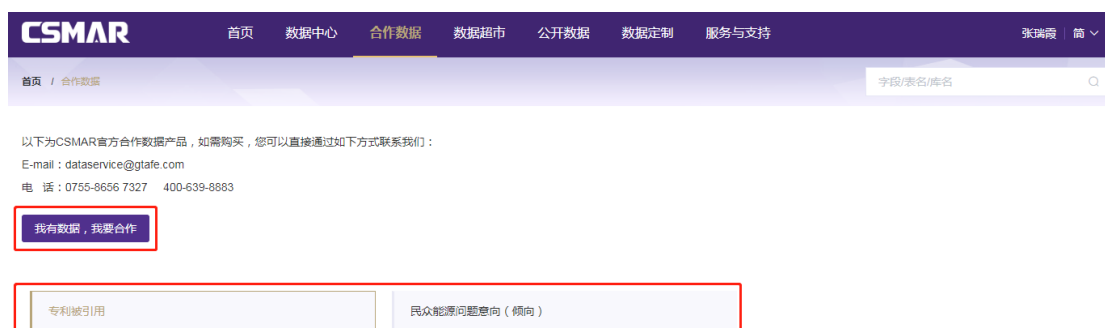 CSMAR 首页 数据中心 合作数据 数据超市 公开数据 数据定制 服务与支持 张瑞霞 简
首页 / 合作数据 字段/表名/库名
以下为CSMAR官方合作数据产品，如需购买，您可以直接通过如下方式联系我们：
E-mail：dataservice@gtafe.com
电 话：0755-8656 7327 400-639-8883
我有数据，我要合作
专利被引用 民众能源问题意向（倾向）